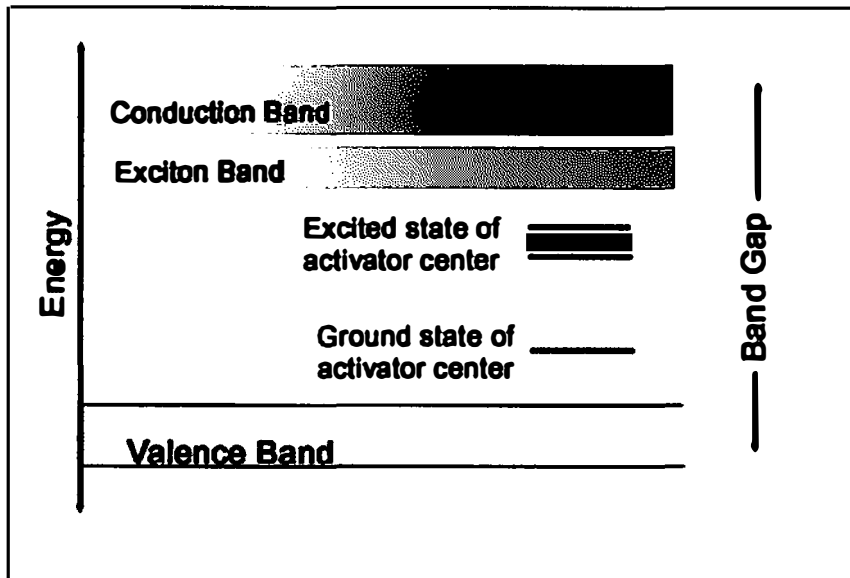 Conduction Band
Exciton Band
Excited state of
activator center
Ground state of
activator center
Valence Band
Energy
Band Gap